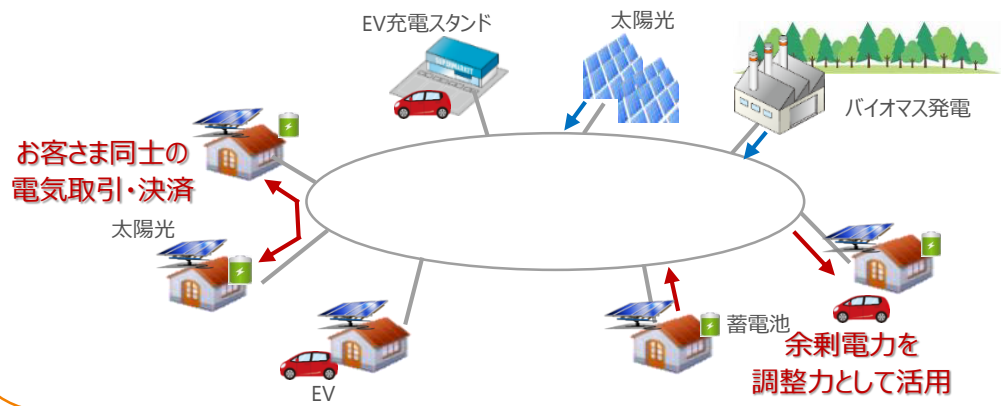 EV充電スタンド
太陽光
SUPERMARKET
バイオマス発電
お客さま同士の
電気取引・決済
太陽光
蓄電池
余剰電力を
調整力として活用
EV